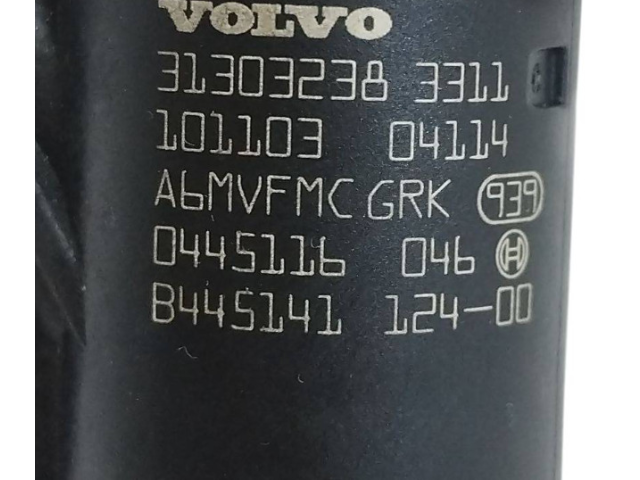 VOLVO
31303238 3311
101103 04114
A6MVFMC GRK 939
0445116 046 H
B445141 124-00